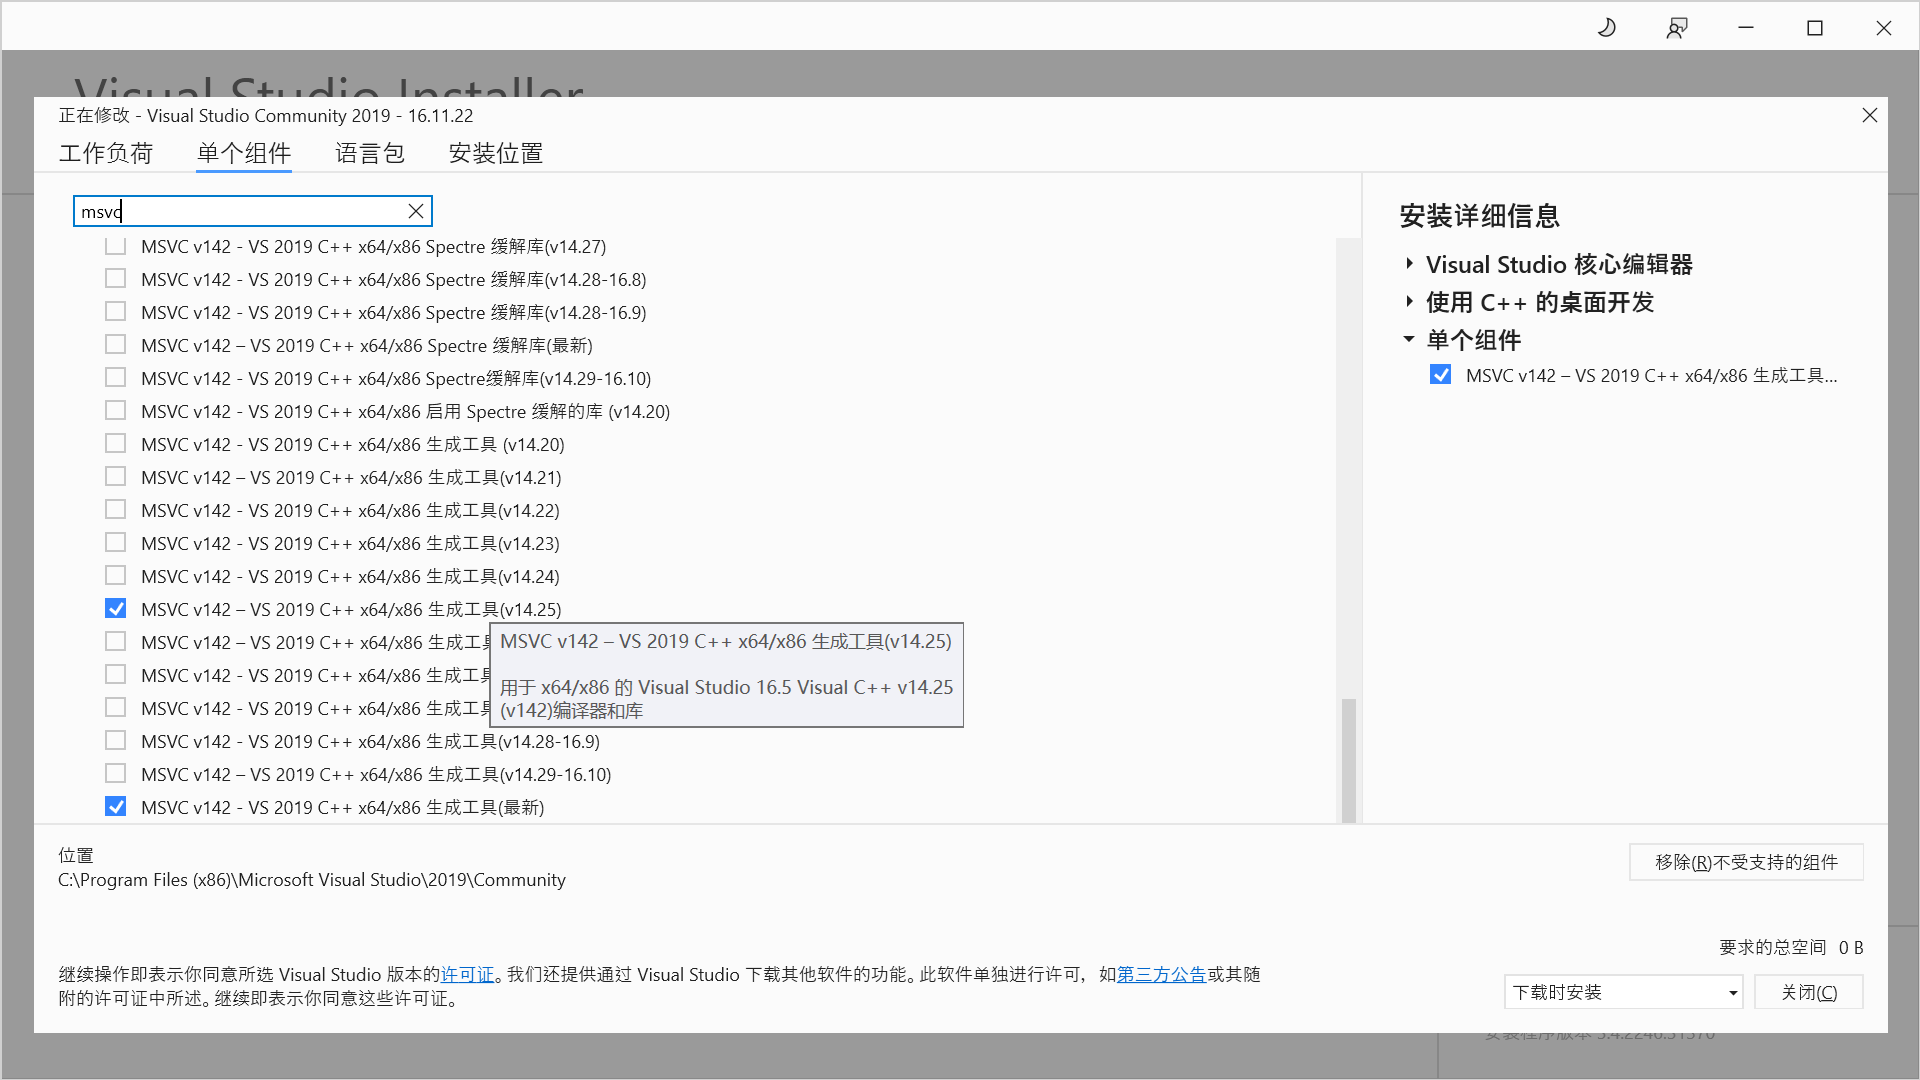 Visual Studio Installer
正在修改 - Visual Studio Community 2019 - 16.11.22
工作负荷 单个组件 语言包 安装位置
msvc
MSVC v142 - VS 2019 C++ x64/x86 Spectre 缓解库(v14.27)
MSVC v142 - VS 2019 C++ x64/x86 Spectre 缓解库(v14.28-16.8)
MSVC v142 - VS 2019 C++ x64/x86 Spectre 缓解库(v14.28-16.9)
MSVC v142 – VS 2019 C++ x64/x86 Spectre 缓解库(最新)
MSVC v142 - VS 2019 C++ x64/x86 Spectre缓解库(v14.29-16.10)
MSVC v142 - VS 2019 C++ x64/x86 启用 Spectre 缓解的库 (v14.20)
MSVC v142 - VS 2019 C++ x64/x86 生成工具 (v14.20)
MSVC v142 – VS 2019 C++ x64/x86 生成工具(v14.21)
MSVC v142 - VS 2019 C++ x64/x86 生成工具(v14.22)
MSVC v142 - VS 2019 C++ x64/x86 生成工具(v14.23)
MSVC v142 - VS 2019 C++ x64/x86 生成工具(v14.24)
MSVC v142 – VS 2019 C++ x64/x86 生成工具(v14.25)
MSVC v142 – VS 2019 C++ x64/x86 生成工
MSVC v142 - VS 2019 C++ x64/x86 生成工
MSVC v142 - VS 2019 C++ x64/x86 生成工
MSVC v142 - VS 2019 C++ x64/x86 生成工具(v14.28-16.9)
MSVC v142 – VS 2019 C++ x64/x86 生成工具(v14.29-16.10)
MSVC v142 - VS 2019 C++ x64/x86 生成工具(最新)
MSVC v142 – VS 2019 C++ x64/x86 生成工具(v14.25)
用于 x64/x86 的 Visual Studio 16.5 Visual C++ v14.25
(v142)编译器和库
安装详细信息
Visual Studio 核心编辑器
使用 C++ 的桌面开发
单个组件
MSVC v142 – VS 2019 C++ x64/x86 生成工具...
位置
C:\Program Files (x86)\Microsoft Visual Studio\2019\Community
移除(R)不受支持的组件
要求的总空间 0 B
继续操作即表示你同意所选 Visual Studio 版本的许可证。我们还提供通过 Visual Studio 下载其他软件的功能。此软件单独进行许可，如第三方公告或其随
附的许可证中所述。继续即表示你同意这些许可证。
下载时安装
关闭(C)
安装程序版本